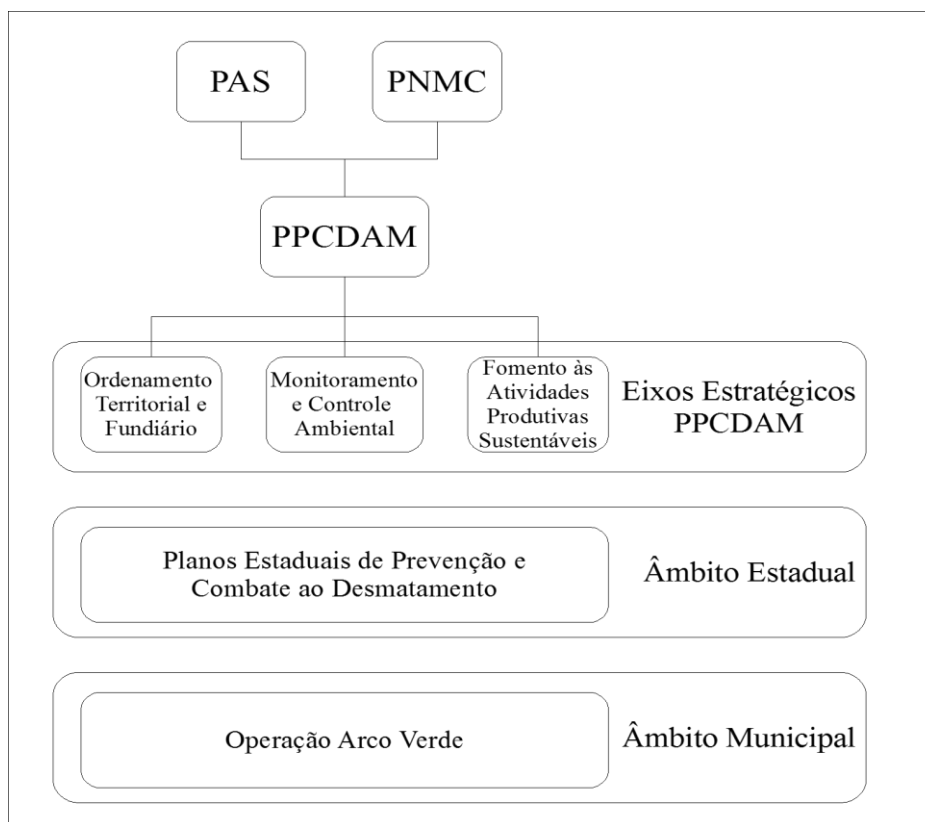 PAS
PNMC
PPCDAM
Ordenamento
Territorial e
Fundiário
Monitoramento
e Controle
Ambiental
Fomento às
Atividades
Produtivas
Sustentáveis
Eixos Estratégicos
PPCDAM
Planos Estaduais de Prevenção e
Combate ao Desmatamento
Âmbito Estadual
Operação Arco Verde
Âmbito Municipal